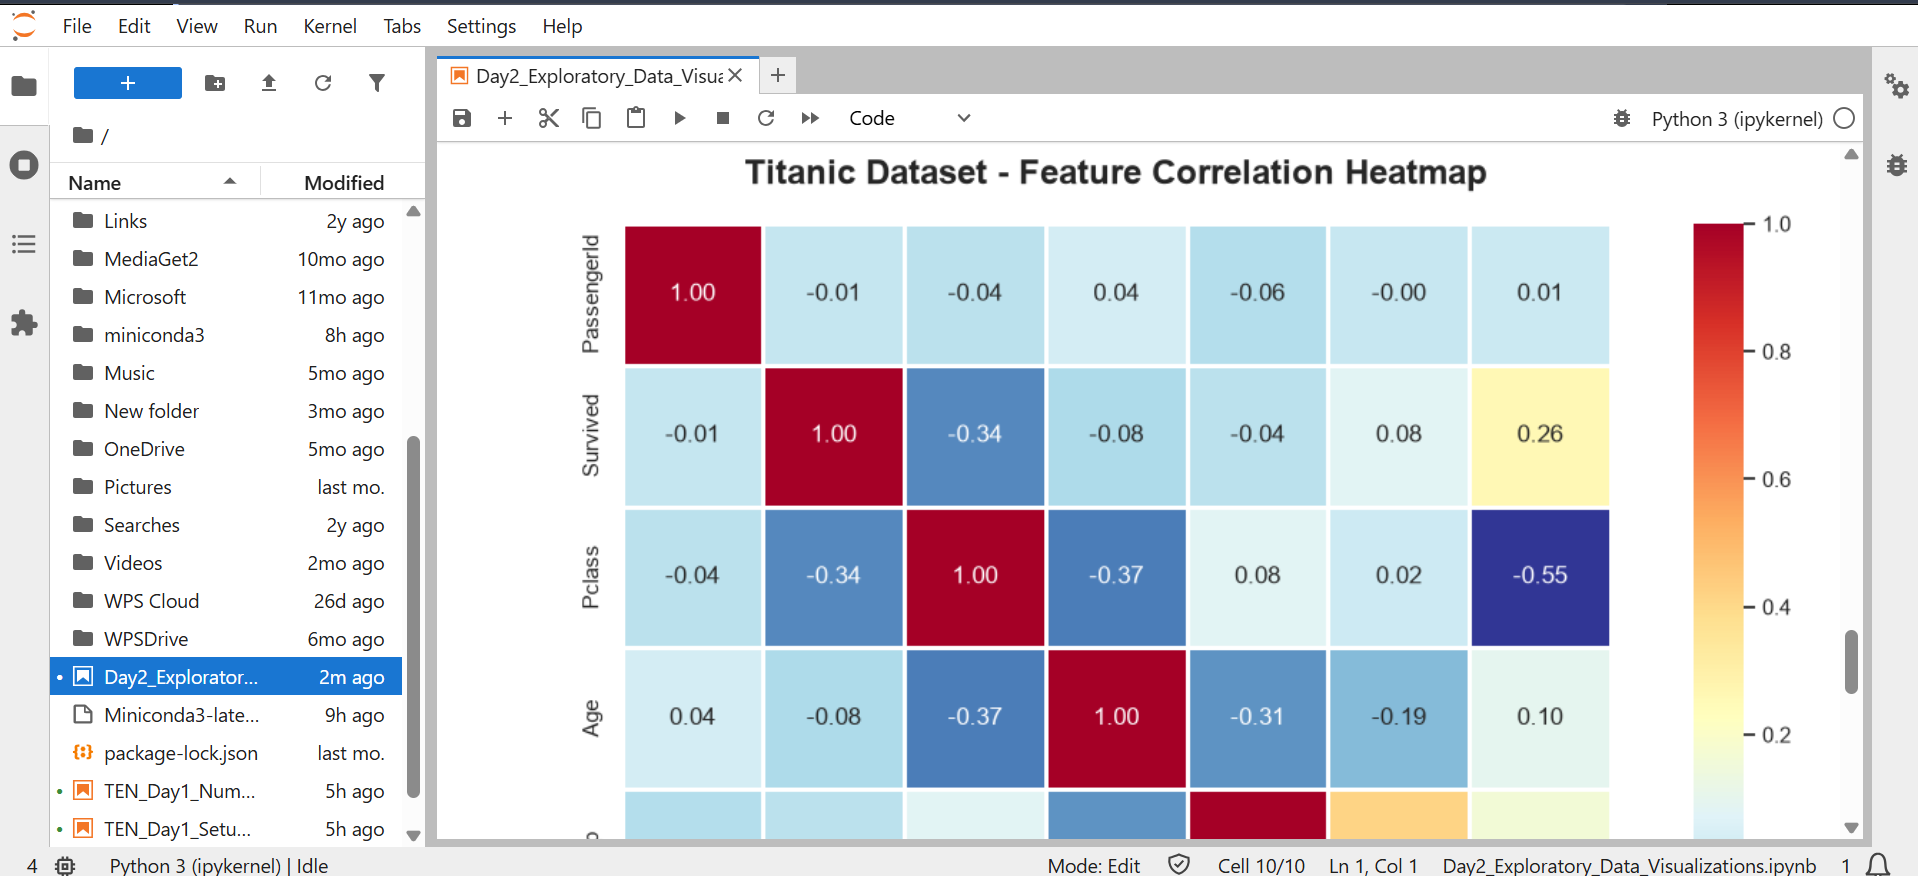 File Edit View Run Kernel Tabs Settings Help
Day2_Exploratory_Data_Visua
Code
Python 3 (ipykernel)
/
Name Modified
Links 2y ago
MediaGet2 10mo ago
Microsoft 11mo ago
miniconda3 8h ago
Music 5mo ago
New folder 3mo ago
OneDrive 5mo ago
Pictures last mo.
Searches 2y ago
Videos 2mo ago
WPS Cloud 26d ago
WPSDrive 6mo ago
Day2_Explorator... 2m ago
Miniconda3-late... 9h ago
package-lock.json last mo.
TEN_Day1_Num... 5h ago
TEN_Day1_Setu... 5h ago
Titanic Dataset - Feature Correlation Heatmap
PassengerId 1.00 -0.01 -0.04 0.04 -0.06 -0.00 0.01
Survived -0.01 1.00 -0.34 -0.08 -0.04 0.08 0.26
Pclass -0.04 -0.34 1.00 -0.37 0.08 0.02 -0.55
Age 0.04 -0.08 -0.37 1.00 -0.31 -0.19 0.10
1.0
0.8
0.6
0.4
0.2
4 Python 3 (ipykernel) | Idle Mode: Edit Cell 10/10 Ln 1, Col 1 Day2_Exploratory_Data_Visualizations.ipynb 1